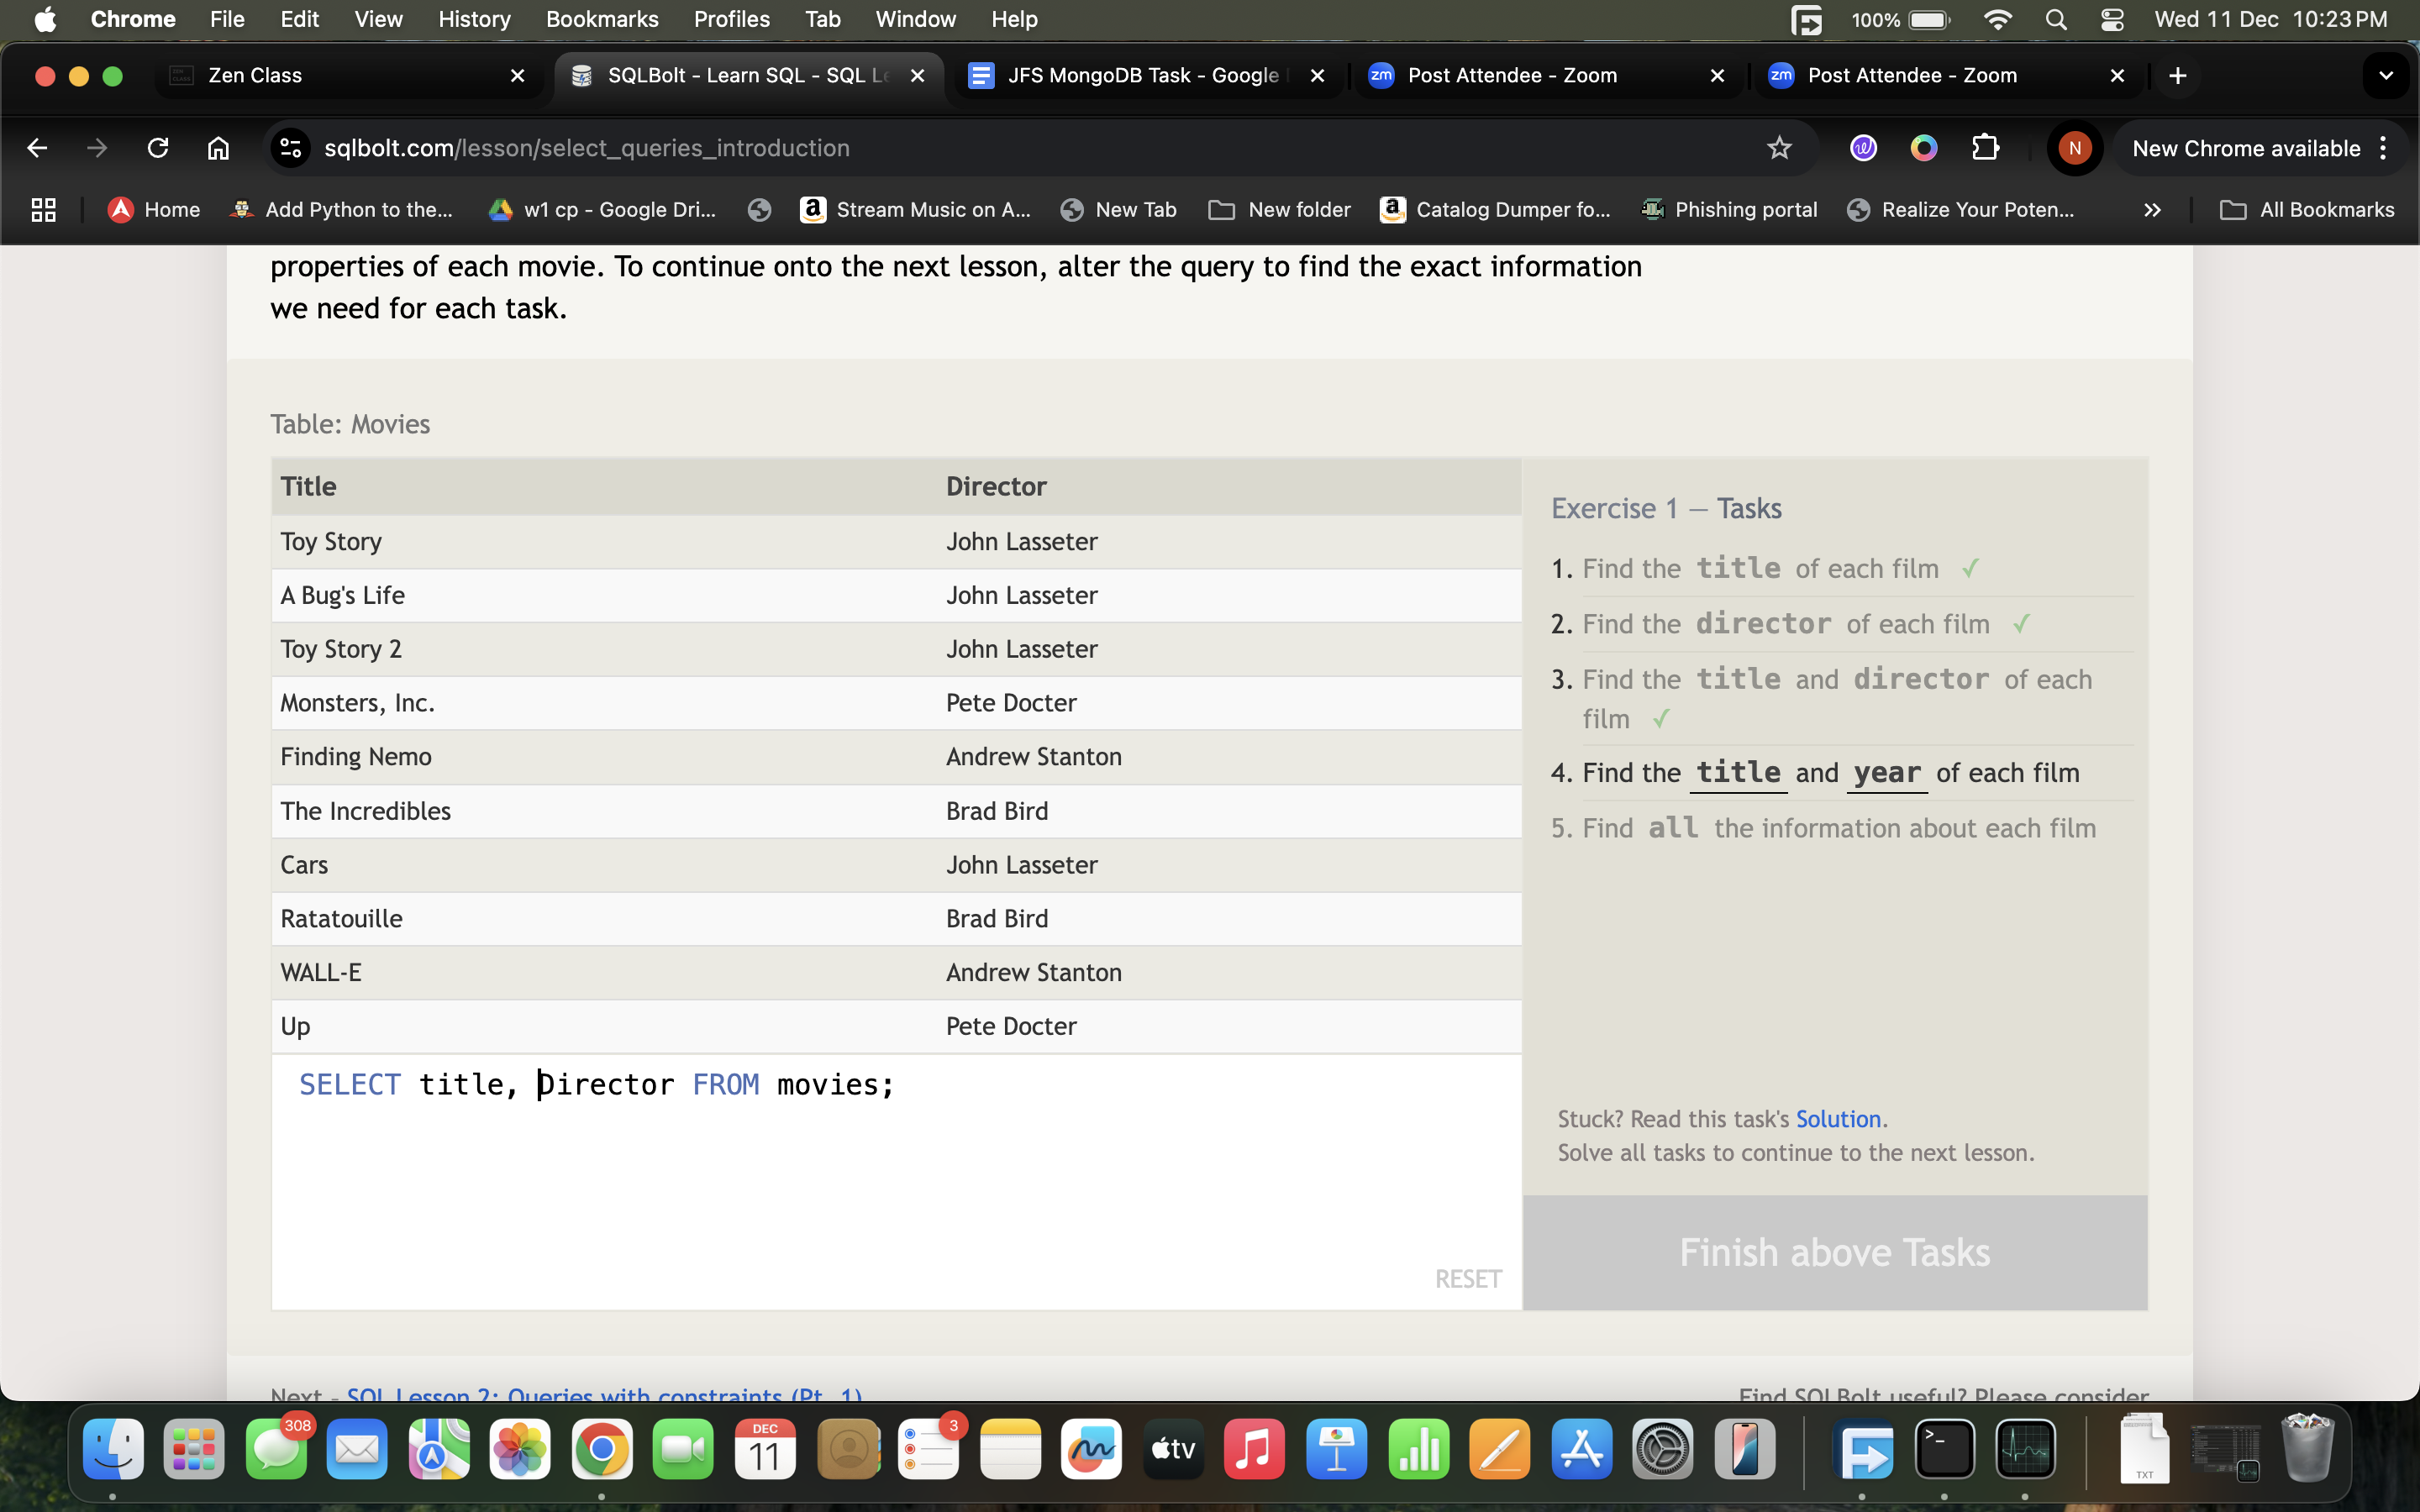 Chrome File Edit View History Bookmarks Profiles Tab Window Help 100% Wed 11 Dec 10:23 PM
Zen Class SQLBolt - Learn SQL - SQL Le JFS MongoDB Task - Google Post Attendee - Zoom Post Attendee - Zoom
sqlbolt.com/lesson/select_queries_introduction N New Chrome available
Home Add Python to the... w1 cp - Google Dri... Stream Music on A... New Tab New folder Catalog Dumper fo... Phishing portal Realize Your Poten... All Bookmarks
properties of each movie. To continue onto the next lesson, alter the query to find the exact information
we need for each task.
Table: Movies
Title Director
Toy Story John Lasseter
A Bug's Life John Lasseter
Toy Story 2 John Lasseter
Monsters, Inc. Pete Docter
Finding Nemo Andrew Stanton
The Incredibles Brad Bird
Cars John Lasseter
Ratatouille Brad Bird
WALL-E Andrew Stanton
Up Pete Docter
SELECT title, Director FROM movies;
RESET
Exercise 1 — Tasks
1. Find the title of each film ✓
2. Find the director of each film ✓
3. Find the title and director of each
film ✓
4. Find the title and year of each film
5. Find all the information about each film
Stuck? Read this task's Solution.
Solve all tasks to continue to the next lesson.
Finish above Tasks
Next - SQL Lesson 2: Queries with constraints (Pt. 1)
Find SQLBolt useful? Please consider
308
DEC
11
3
tv
TXT